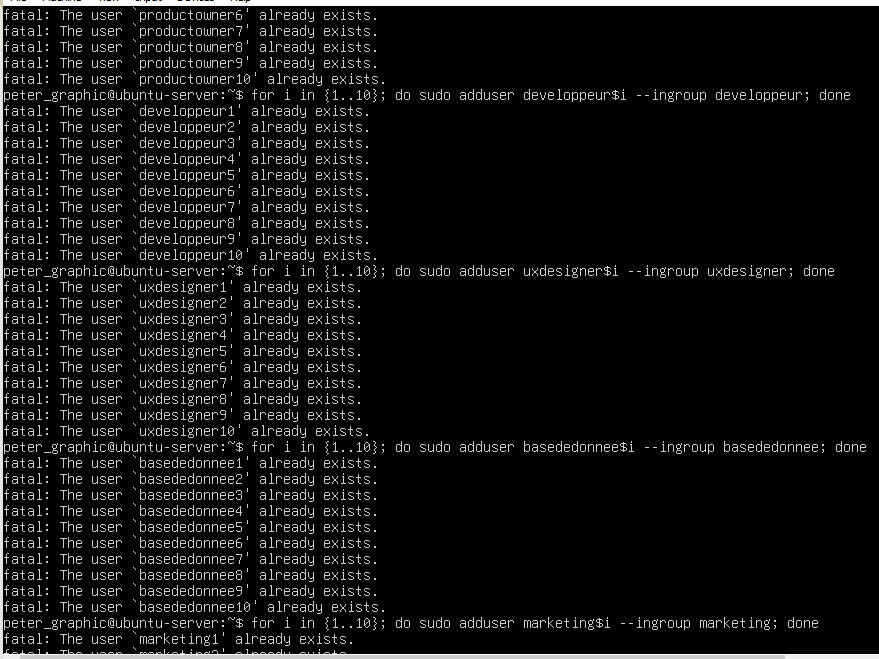 fatal: The user `productowner6' already exists.
fatal: The user `productowner7' already exists.
fatal: The user `productowner8' already exists.
fatal: The user `productowner9' already exists.
fatal: The user `productowner10' already exists.
peter_graphic@ubuntu-server:~$ for i in {1..10}; do sudo adduser developpeur$i --ingroup developpeur; done
fatal: The user `developpeur1' already exists.
fatal: The user `developpeur2' already exists.
fatal: The user `developpeur3' already exists.
fatal: The user `developpeur4' already exists.
fatal: The user `developpeur5' already exists.
fatal: The user `developpeur6' already exists.
fatal: The user `developpeur7' already exists.
fatal: The user `developpeur8' already exists.
fatal: The user `developpeur9' already exists.
fatal: The user `developpeur10' already exists.
peter_graphic@ubuntu-server:~$ for i in {1..10}; do sudo adduser uxdesigner$i --ingroup uxdesigner; done
fatal: The user `uxdesigner1' already exists.
fatal: The user `uxdesigner2' already exists.
fatal: The user `uxdesigner3' already exists.
fatal: The user `uxdesigner4' already exists.
fatal: The user `uxdesigner5' already exists.
fatal: The user `uxdesigner6' already exists.
fatal: The user `uxdesigner7' already exists.
fatal: The user `uxdesigner8' already exists.
fatal: The user `uxdesigner9' already exists.
fatal: The user `uxdesigner10' already exists.
peter_graphic@ubuntu-server:~$ for i in {1..10}; do sudo adduser basededonnee$i --ingroup basededonnee; done
fatal: The user `basededonnee1' already exists.
fatal: The user `basededonnee2' already exists.
fatal: The user `basededonnee3' already exists.
fatal: The user `basededonnee4' already exists.
fatal: The user `basededonnee5' already exists.
fatal: The user `basededonnee6' already exists.
fatal: The user `basededonnee7' already exists.
fatal: The user `basededonnee8' already exists.
fatal: The user `basededonnee9' already exists.
fatal: The user `basededonnee10' already exists.
peter_graphic@ubuntu-server:~$ for i in {1..10}; do sudo adduser marketing$i --ingroup marketing; done
fatal: The user `marketing1' already exists.